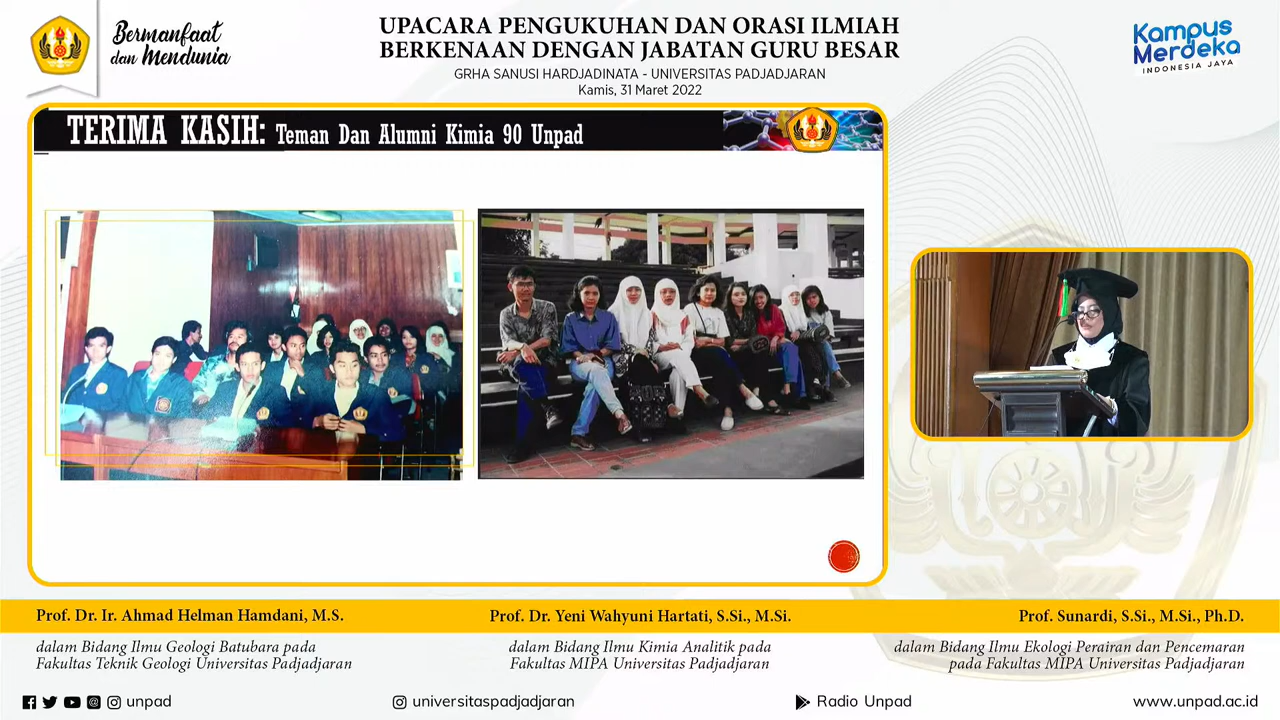 Bermanfaat
dan Mendunia
UPACARA PENGUKUHAN DAN ORASI ILMIAH
BERKENAAN DENGAN JABATAN GURU BESAR
GRHA SANUSI HARDJADINATA - UNIVERSITAS PADJADJARAN
Kamis, 31 Maret 2022
Kampus
Merdeka
INDONESIA JAYA
TERIMA KASIH: Teman Dan Alumni Kimia 90 Unpad
Prof. Dr. Ir. Ahmad Helman Hamdani, M.S.
dalam Bidang Ilmu Geologi Batubara pada
Fakultas Teknik Geologi Universitas Padjadjaran
Prof. Dr. Yeni Wahyuni Hartati, S.Si., M.Si.
dalam Bidang Ilmu Kimia Analitik pada
Fakultas MIPA Universitas Padjadjaran
Prof. Sunardi, S.Si., M.Si., Ph.D.
dalam Bidang Ilmu Ekologi Perairan dan Pencemaran
pada Fakultas MIPA Universitas Padjadjaran
unpad
universitaspadjadjaran
Radio Unpad
www.unpad.ac.id